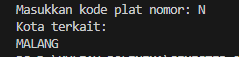 Masukkan kode plat nomor: N
Kota terkait:
MALANG